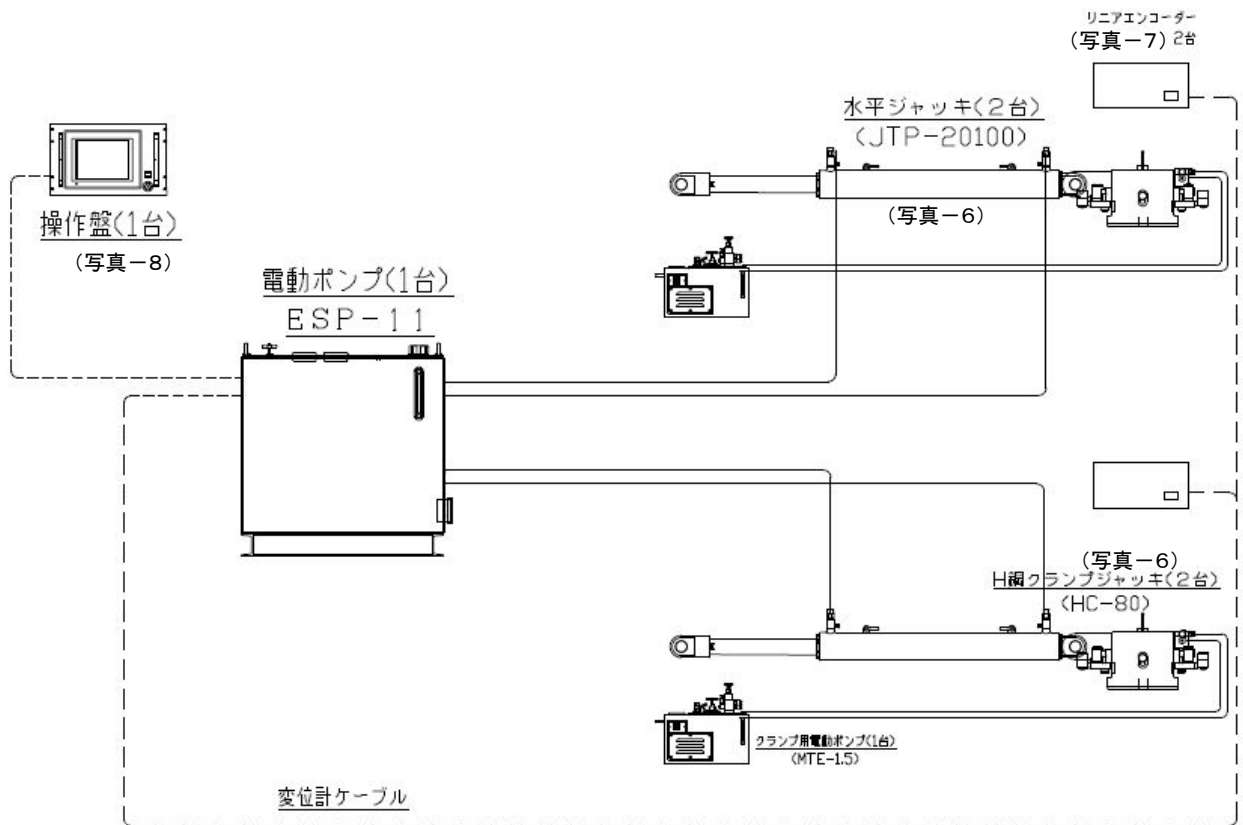 リニアエンコーダー
(写真-7) 2台
水平ジャッキ(2台)
(JTP-20100)
(写真-6)
操作盤(1台)
(写真-8)
電動ポンプ(1台)
ESP-11
(写真-6)
H鋼クランプジャッキ(2台)
(HC-80)
クランプ用電動ポンプ(1台)
(MTE-1.5)
変位計ケーブル